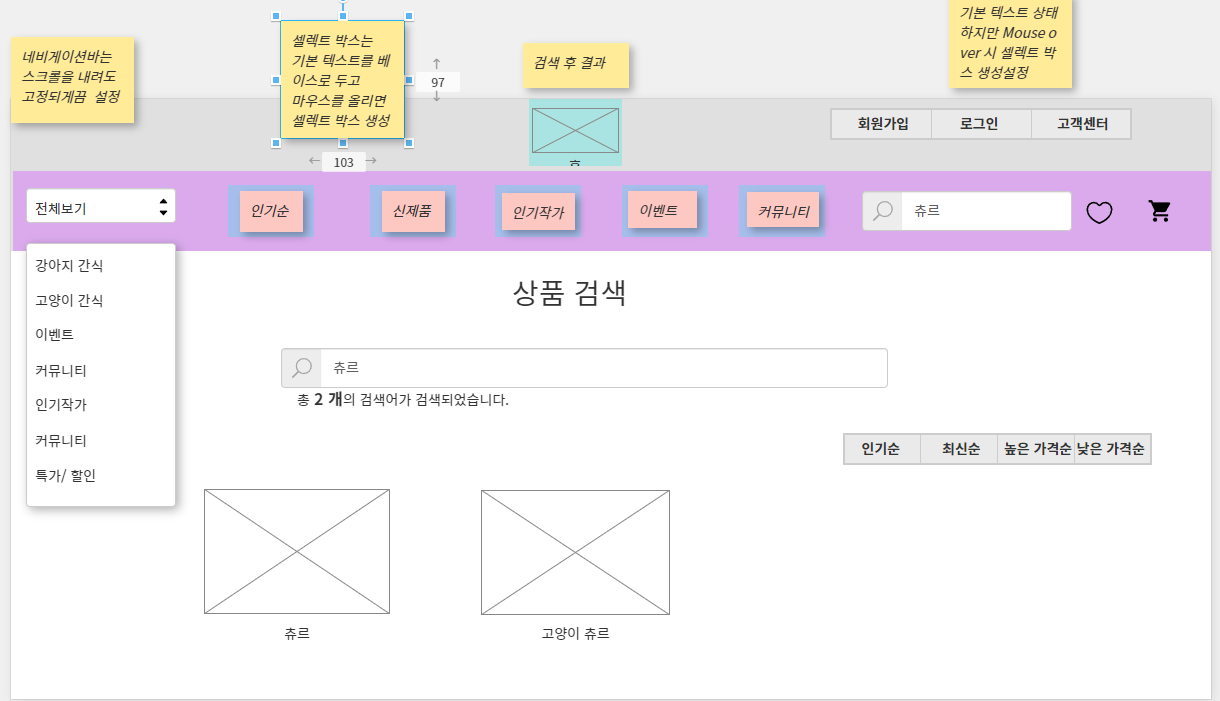 네비게이션바는
스크롤을 내려도
고정되게끔 설정
셀렉트 박스는
기본 텍스트를 베
이스로 두고
마우스를 올리면
셀렉트 박스 생성
97
103
검색 후 결과
기본 텍스트 상태
하지만 Mouse o
ver 시 셀렉트 박
스 생성설정
회원가입 로그인 고객센터
전체보기
인기순
신제품
인기작가
이벤트
커뮤니티
츄르
강아지 간식
고양이 간식
이벤트
커뮤니티
인기작가
커뮤니티
특가/ 할인
상품 검색
츄르
총 2 개의 검색어가 검색되었습니다.
인기순 최신순 높은 가격순 낮은 가격순
츄르
고양이 츄르